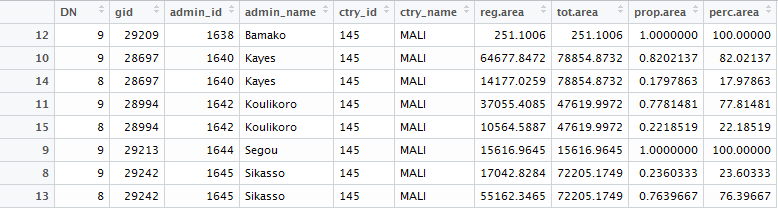 DN gid admin_id admin_name ctry_id ctry_name reg.area tot.area prop.area perc.area
12 9 29209 1638 Bamako 145 MALI 251.1006 251.1006 1.0000000 100.00000
10 9 28697 1640 Kayes 145 MALI 64677.8472 78854.8732 0.8202137 82.02137
14 8 28697 1640 Kayes 145 MALI 14177.0259 78854.8732 0.1797863 17.97863
11 9 28994 1642 Koulikoro 145 MALI 37055.4085 47619.9972 0.7781481 77.81481
15 8 28994 1642 Koulikoro 145 MALI 10564.5887 47619.9972 0.2218519 22.18519
9 9 29213 1644 Segou 145 MALI 15616.9645 15616.9645 1.0000000 100.00000
8 9 29242 1645 Sikasso 145 MALI 17042.8284 72205.1749 0.2360333 23.60333
13 8 29242 1645 Sikasso 145 MALI 55162.3465 72205.1749 0.7639667 76.39667